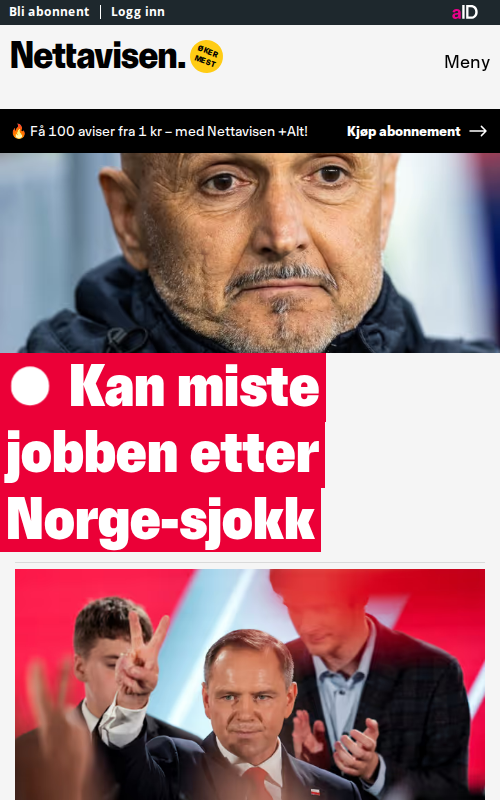 Bli abonnent | Logg inn
aID
Nettavisen.
ØKER
MEST
Meny
🔥 Få 100 aviser fra 1 kr – med Nettavisen +Alt!
Kjøp abonnement →
Kan miste
jobben etter
Norge-sjokk